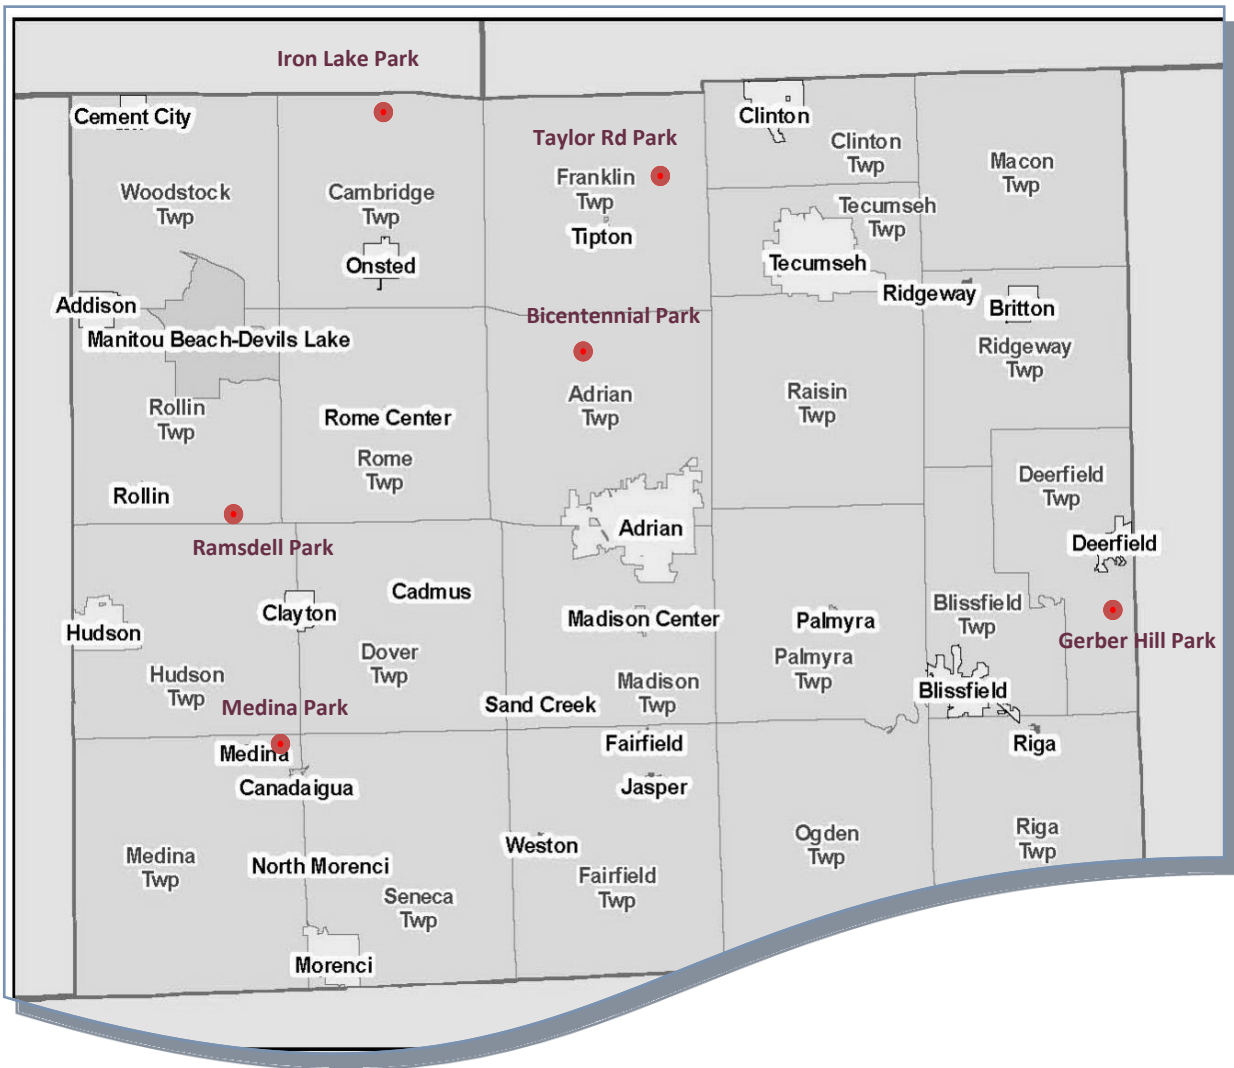 Iron Lake Park
Cement City
Clinton
Taylor Rd Park
Clinton
Twp
Macon
Twp
Woodstock
Twp
Cambridge
Twp
Franklin
Twp
Tecumseh
Twp
Tipton
Onsted
Tecumseh
Ridgeway
Addison
Britton
Bicentennial Park
Manitou Beach-Devils Lake
Ridgeway
Twp
Rollin
Twp
Rome Center
Adrian
Twp
Raisin
Twp
Rome
Twp
Deerfield
Twp
Rollin
Adrian
Ramsdell Park
Deerfield
Cadmus
Clayton
Hudson
Madison Center
Palmyra
Blissfield
Twp
Gerber Hill Park
Dover
Twp
Palmyra
Twp
Hudson
Twp
Madison
Twp
Blissfield
Sand Creek
Medina Park
Fairfield
Riga
Medina
Canadaigua
Jasper
Weston
Ogden
Twp
Riga
Twp
Medina
Twp
North Morenci
Fairfield
Twp
Seneca
Twp
Morenci